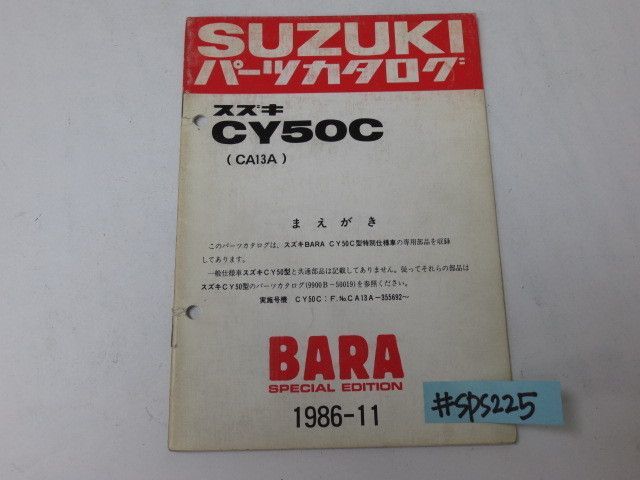 SUZUKI
パーツカタログ
スズキ
CY50C
(CA13A)
まえがき
このパーツカタログは、スズキBARA CY50C型特別仕様車の専用部品を収録
してあります。
一般仕様車スズキCY50型と共通部品は記載してありません。従ってそれらの部品は
スズキCY50型のパーツカタログ(9900B-50019)を参照ください。
実施号機 CY50C:F.No.CA13A-355692~
BARA
SPECIAL EDITION
1986-11
#SPS225